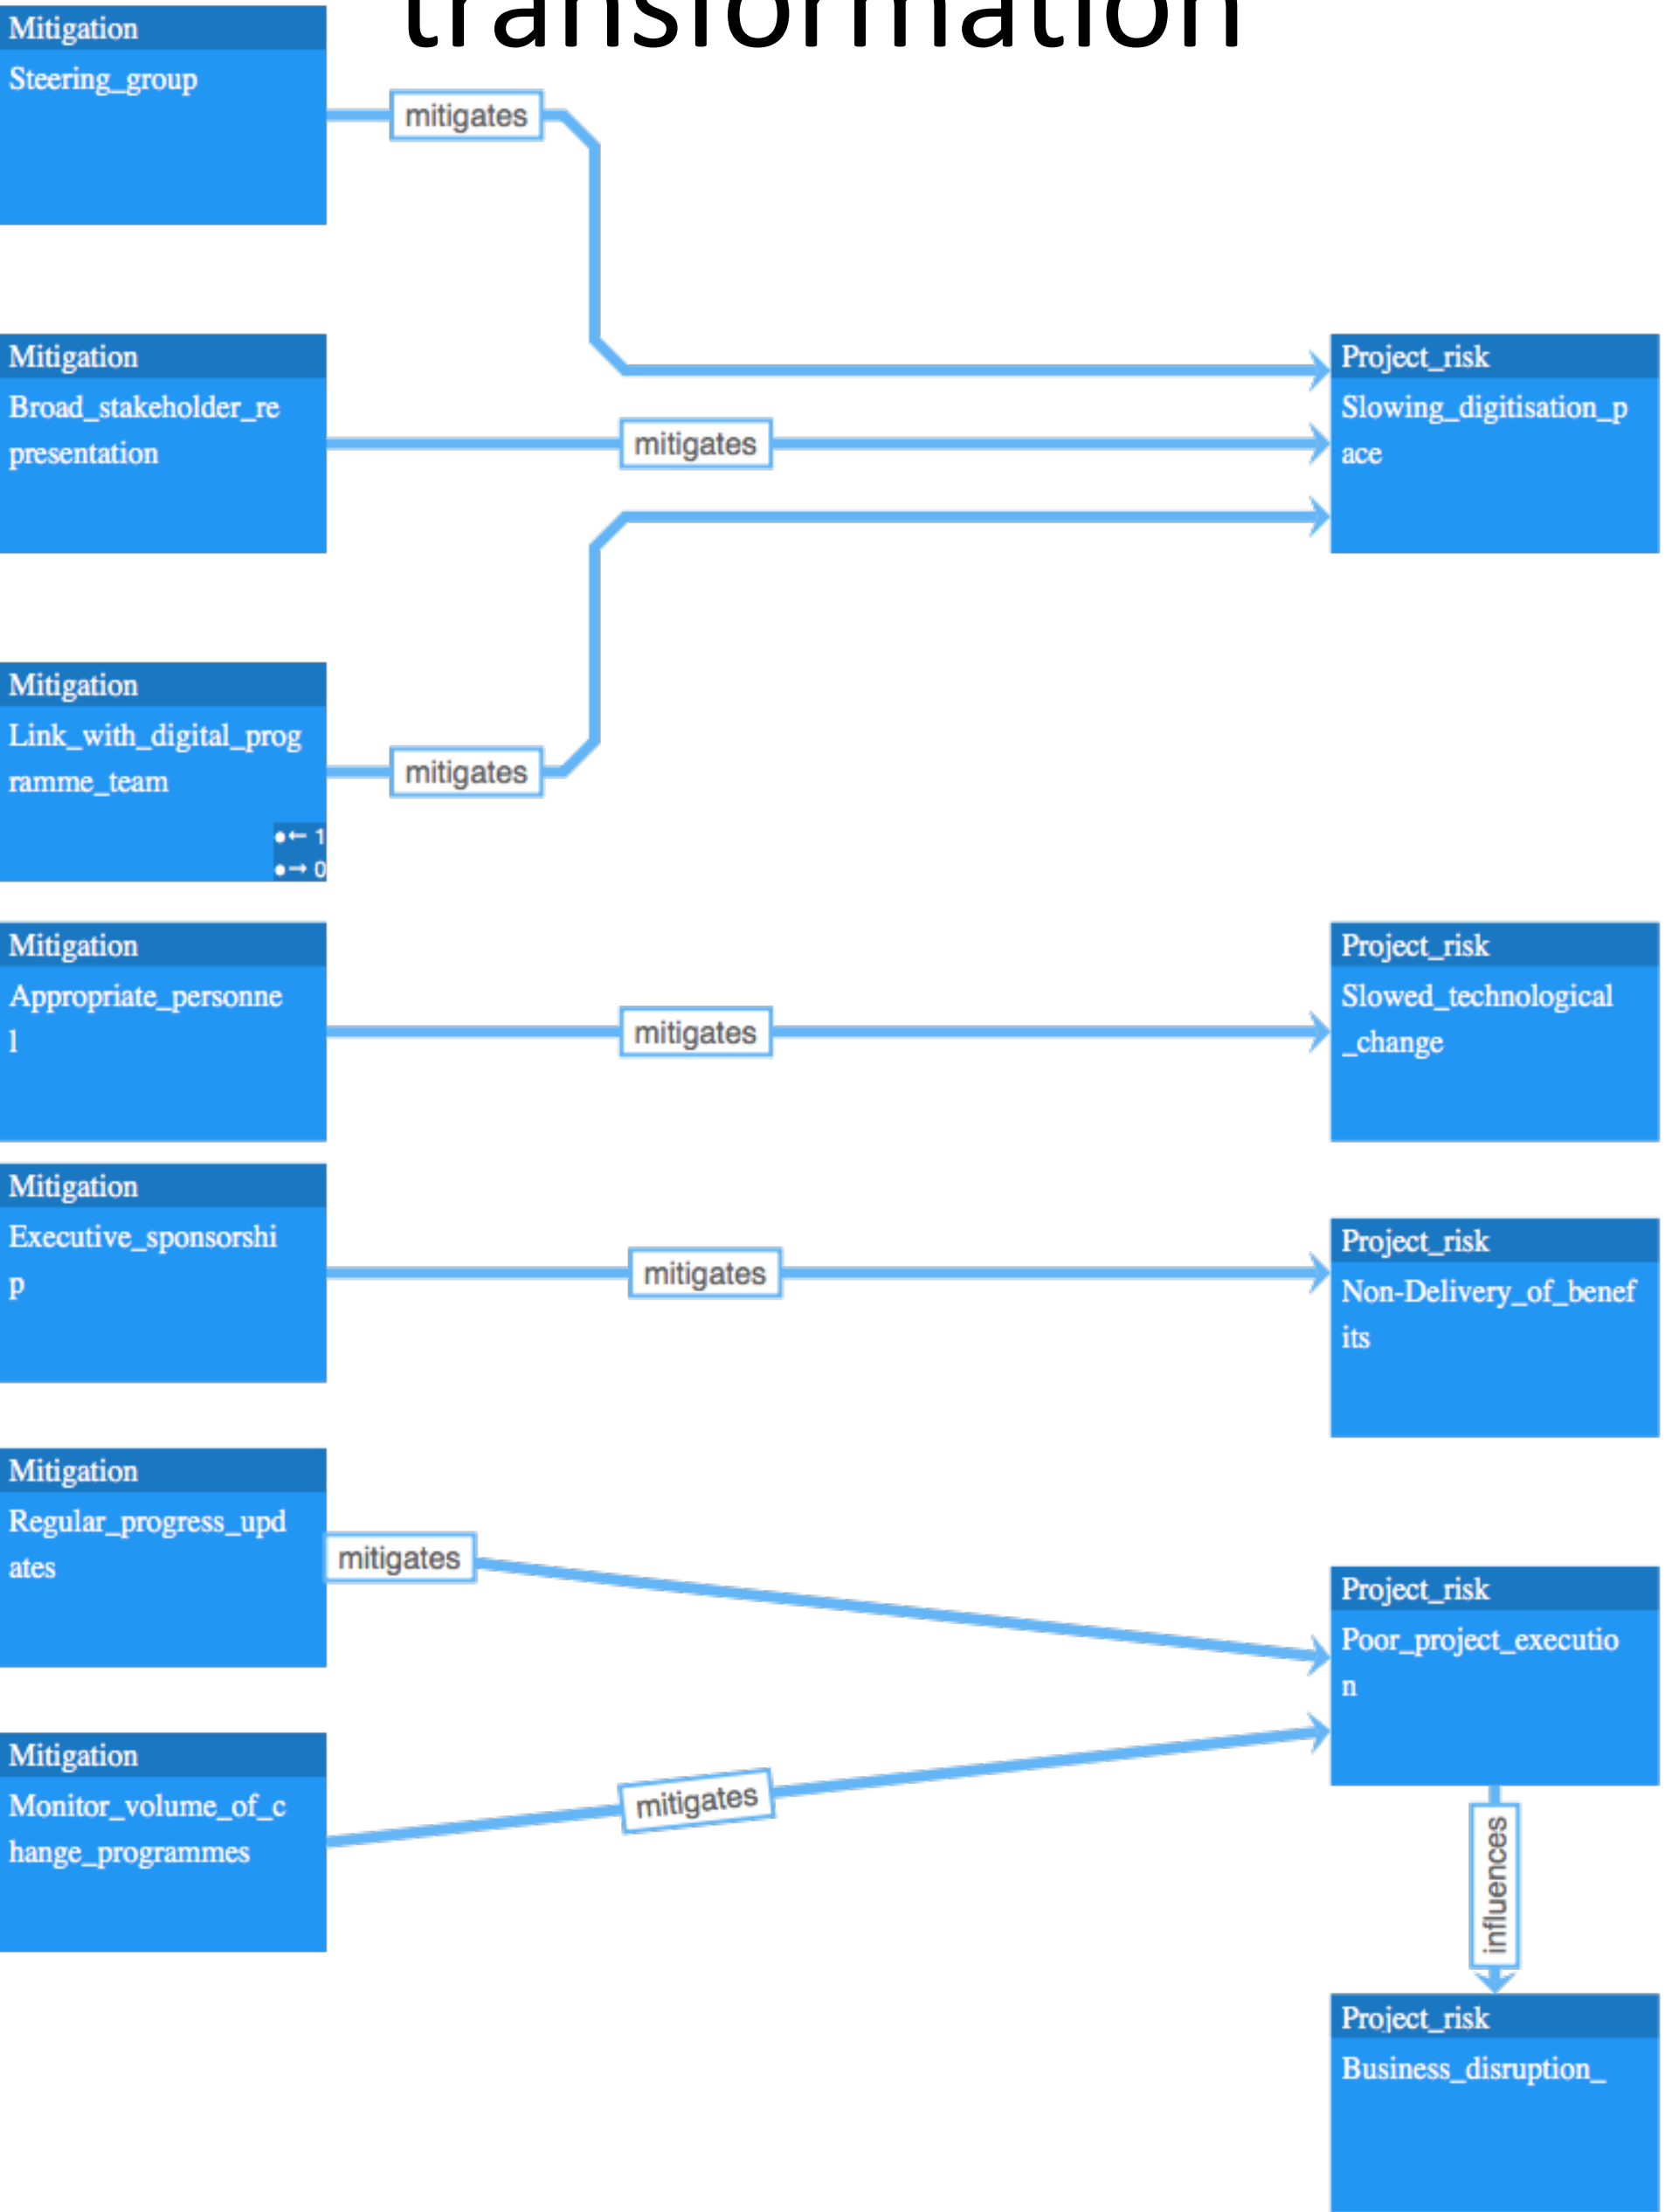 transformation
Mitigation
Steering_group
mitigates
Mitigation
Broad_stakeholder_re
presentation
mitigates
Project_risk
Slowing_digitisation_p
ace
Mitigation
Link_with_digital_prog
ramme_team
●← 1
●→ 0
mitigates
Mitigation
Appropriate_personne
l
mitigates
Project_risk
Slowed_technological
_change
Mitigation
Executive_sponsorshi
p
mitigates
Project_risk
Non-Delivery_of_benef
its
Mitigation
Regular_progress_upd
ates
mitigates
Project_risk
Poor_project_executio
n
Mitigation
Monitor_volume_of_c
hange_programmes
mitigates
influences
Project_risk
Business_disruption_